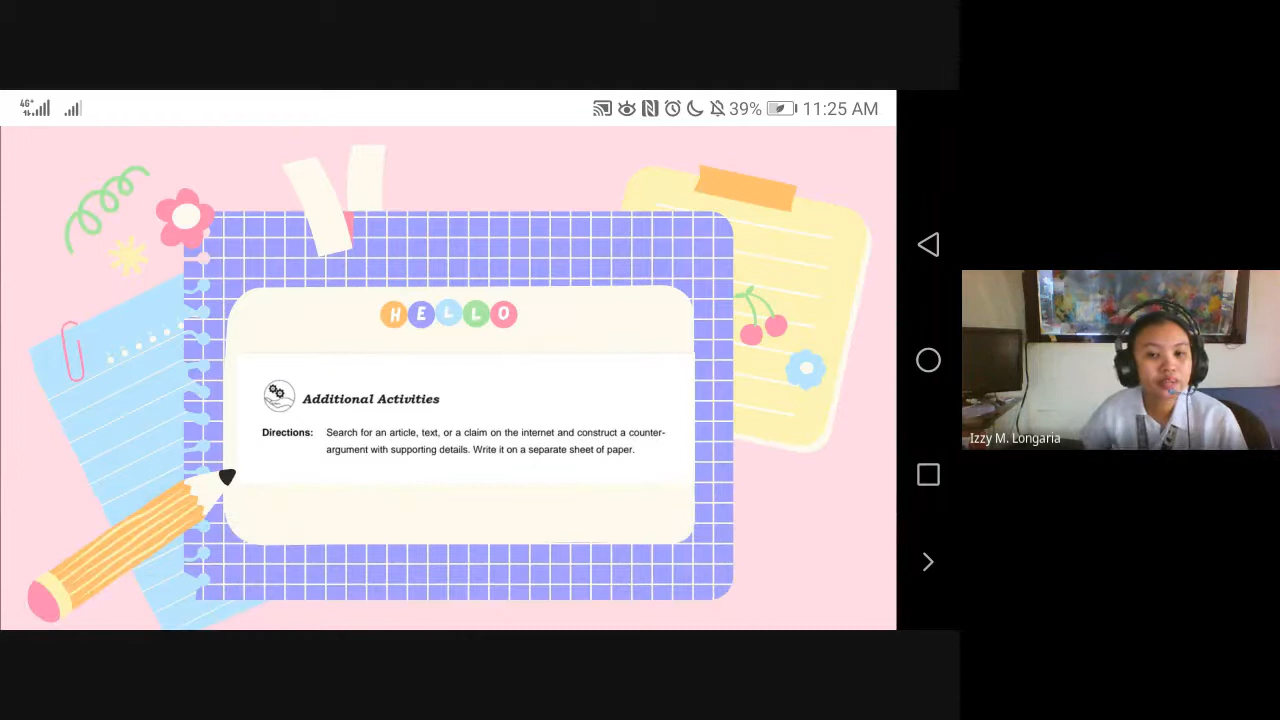 4G+ 39% 11:25 AM
HELLO
Additional Activities
Directions: Search for an article, text, or a claim on the internet and construct a counter-
argument with supporting details. Write it on a separate sheet of paper.
Izzy M. Longaria